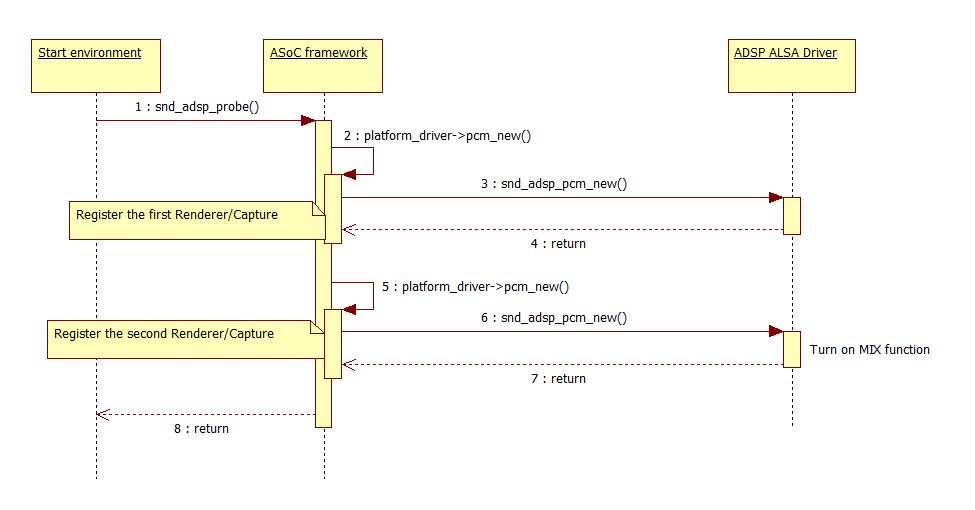 Start environment
ASoC framework
ADSP ALSA Driver
1 : snd_adsp_probe()
2 : platform_driver->pcm_new()
3 : snd_adsp_pcm_new()
Register the first Renderer/Capture
4 : return
5 : platform_driver->pcm_new()
6 : snd_adsp_pcm_new()
Register the second Renderer/Capture
Turn on MIX function
7 : return
8 : return